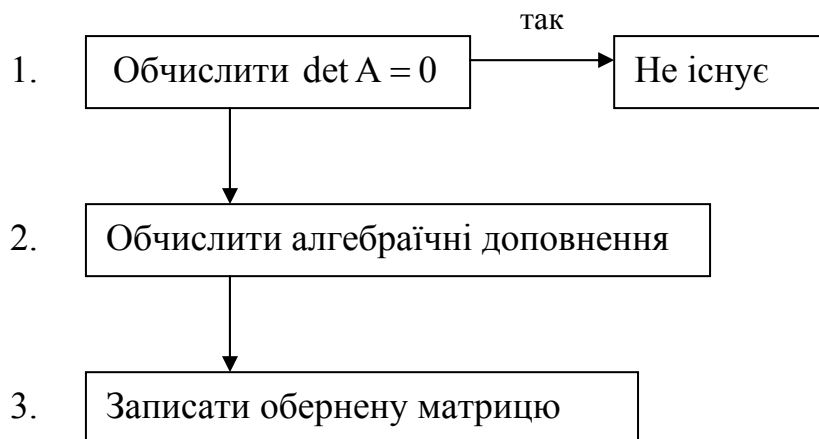 так
1. Обчислити det A = 0 Не існує
2. Обчислити алгебраїчні доповнення
3. Записати обернену матрицю